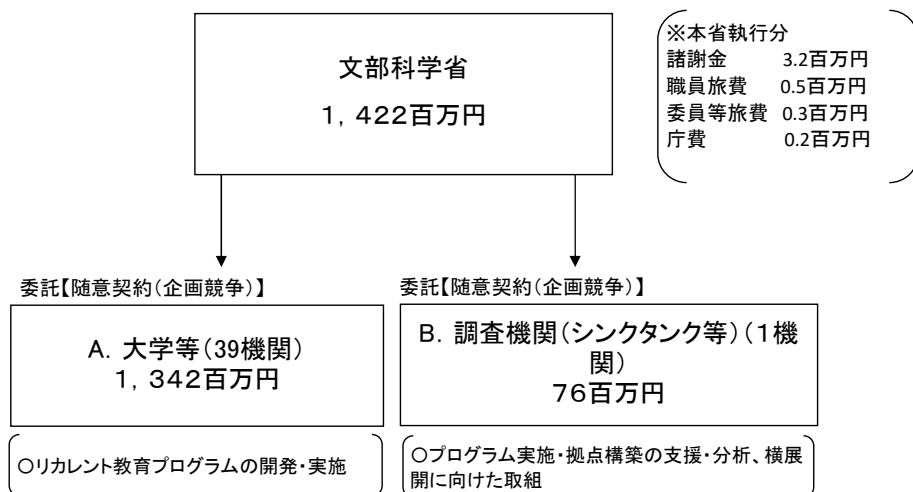 文部科学省
1，422百万円
※本省執行分
諸謝金 3.2百万円
職員旅費 0.5百万円
委員等旅費 0.3百万円
庁費 0.2百万円
委託【随意契約（企画競争）】
A. 大学等（39機関）
1，342百万円
○リカレント教育プログラムの開発・実施
委託【随意契約（企画競争）】
B. 調査機関（シンクタンク等）（1機
関）
76百万円
○プログラム実施・拠点構築の支援・分析、横展
開に向けた取組